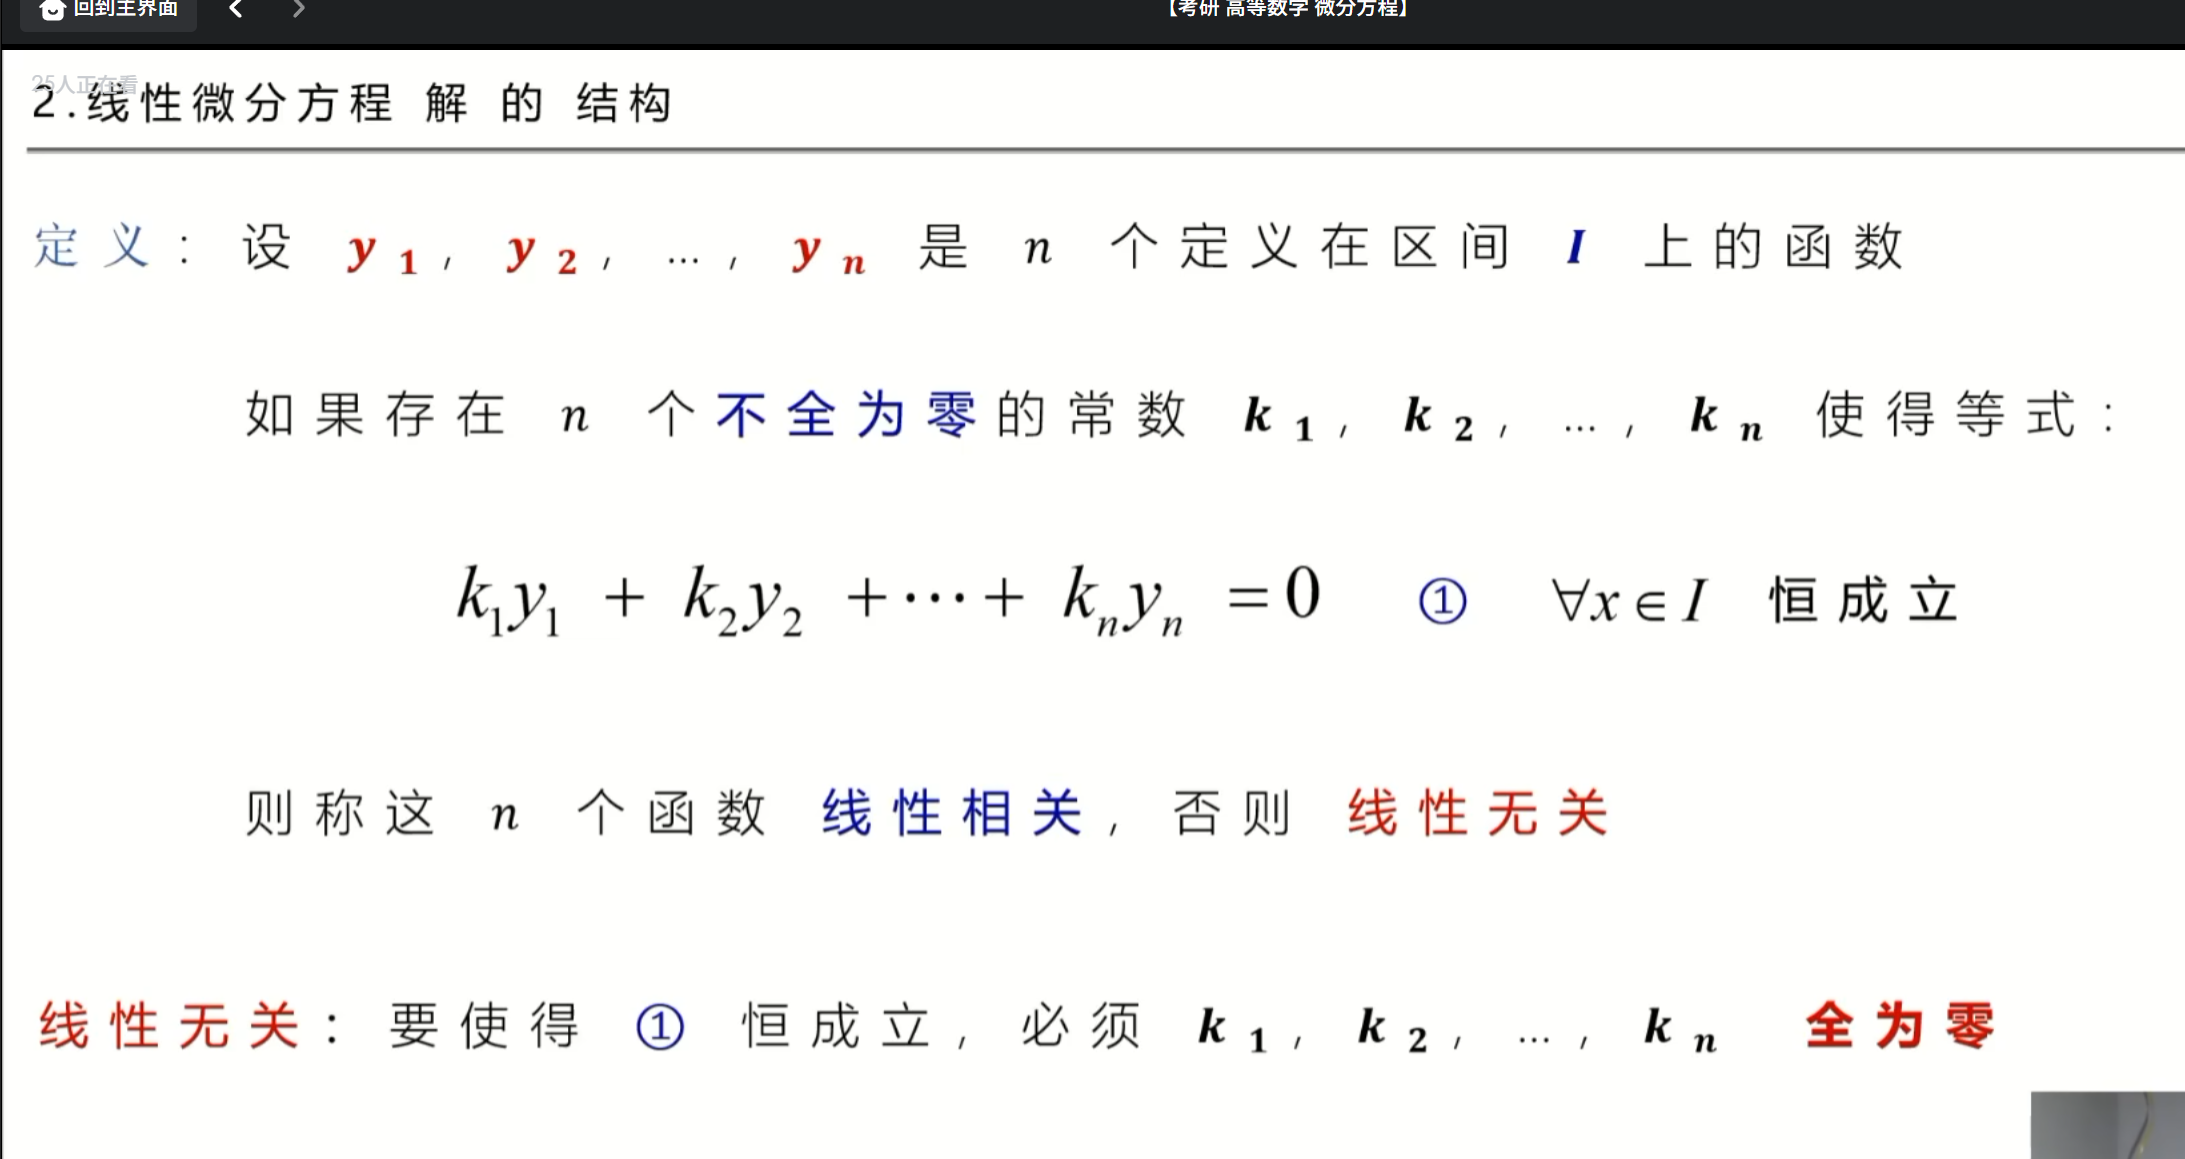 回到主界面
【考研 高等数学 微分方程】
25人正在看
2.线性微分方程 解 的 结构
定义：设 y1, y2, …, yn 是 n 个定义在区间 I 上的函数
如果存在 n 个不全为零的常数 k1, k2, …, kn 使得等式：
k₁y₁ + k₂y₂ +⋯+ kₙyₙ =0 ① ∀x∈I 恒成立
则称这 n 个函数 线性相关，否则 线性无关
线性无关：要使得 ① 恒成立，必须 k1, k2, …, kn 全为零